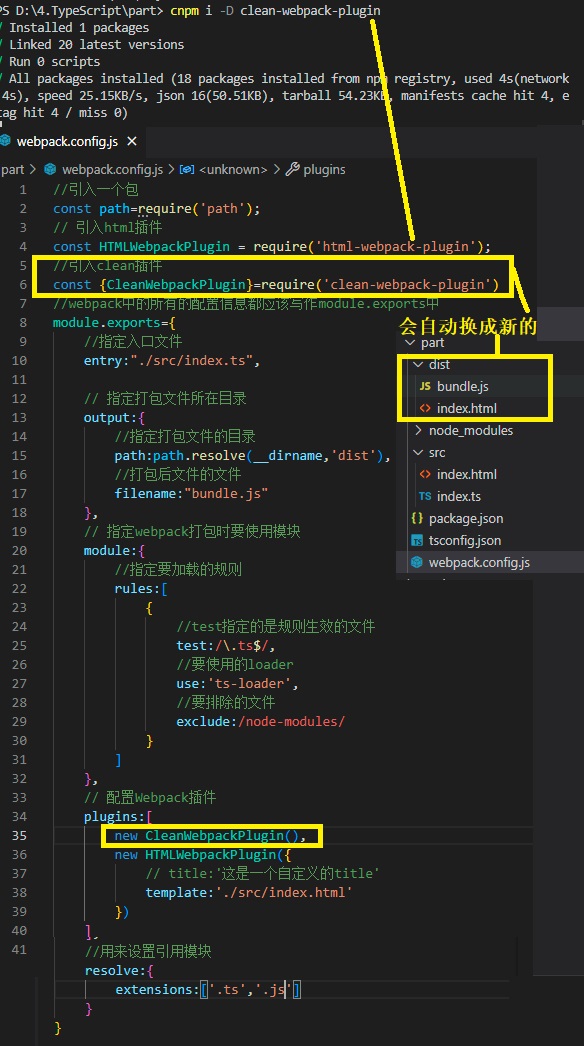 PS D:\4.TypeScript\part> cnpm i -D clean-webpack-plugin
√ Installed 1 packages
√ Linked 20 latest versions
√ Run 0 scripts
√ All packages installed (18 packages installed from npm registry, used 4s(network
4s), speed 25.15KB/s, json 16(50.51KB), tarball 54.23KB, manifests cache hit 4, e
tag hit 4 / miss 0)
webpack.config.js ×
part > webpack.config.js > <unknown> > plugins
1 //引入一个包
2 const path=require('path');
3 // 引入html插件
4 const HTMLWebpackPlugin = require('html-webpack-plugin');
5 //引入clean插件
6 const {CleanWebpackPlugin}=require('clean-webpack-plugin')
7 //webpack中的所有的配置信息都应该写作module.exports中
8 module.exports={
9 //指定入口文件
10 entry:"./src/index.ts",
11
12 // 指定打包文件所在目录
13 output:{
14 //指定打包文件的目录
15 path:path.resolve(__dirname,'dist'),
16 //打包后文件的文件
17 filename:"bundle.js"
18 },
19 // 指定webpack打包时要使用模块
20 module:{
21 //指定要加载的规则
22 rules:[
23 {
24 //test指定的是规则生效的文件
25 test:/\.ts$/,
26 //要使用的loader
27 use:'ts-loader',
28 //要排除的文件
29 exclude:/node-modules/
30 }
31 ]
32 },
33 // 配置Webpack插件
34 plugins:[
35 new CleanWebpackPlugin(),
36 new HTMLWebpackPlugin({
37 // title:'这是一个自定义的title'
38 template:'./src/index.html'
39 })
40 ],
41 //用来设置引用模块
resolve:{
extensions:['.ts','.js']
}
}
会自动换成新的
part
dist
JS bundle.js
<> index.html
node_modules
src
<> index.html
TS index.ts
{} package.json
TS tsconfig.json
webpack.config.js